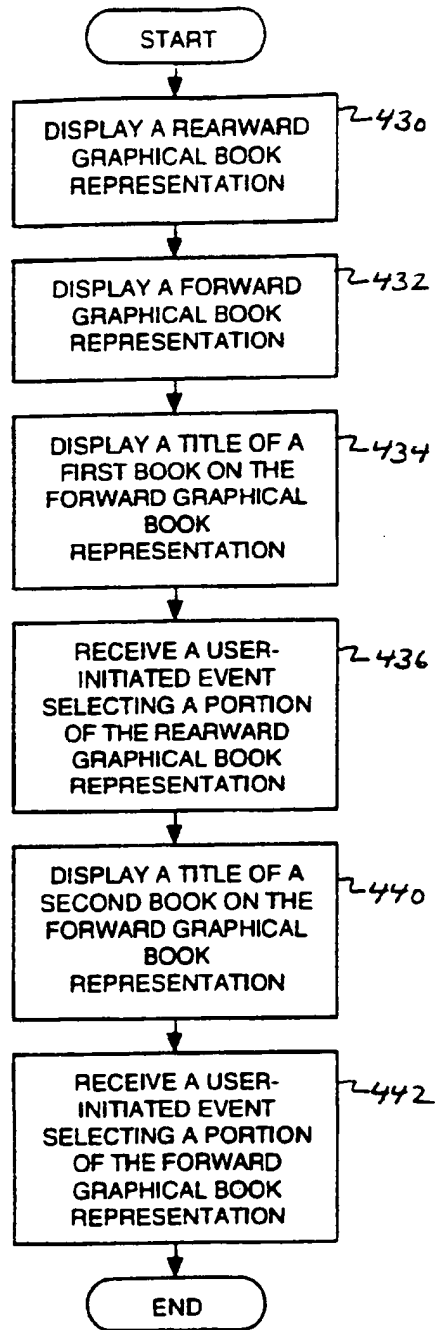 START
DISPLAY A REARWARD
GRAPHICAL BOOK
REPRESENTATION
430
DISPLAY A FORWARD
GRAPHICAL BOOK
REPRESENTATION
432
DISPLAY A TITLE OF A
FIRST BOOK ON THE
FORWARD GRAPHICAL
BOOK
REPRESENTATION
434
RECEIVE A USER-
INITIATED EVENT
SELECTING A PORTION
OF THE REARWARD
GRAPHICAL BOOK
REPRESENTATION
436
DISPLAY A TITLE OF A
SECOND BOOK ON THE
FORWARD GRAPHICAL
BOOK
REPRESENTATION
440
RECEIVE A USER-
INITIATED EVENT
SELECTING A PORTION
OF THE FORWARD
GRAPHICAL BOOK
REPRESENTATION
442
END